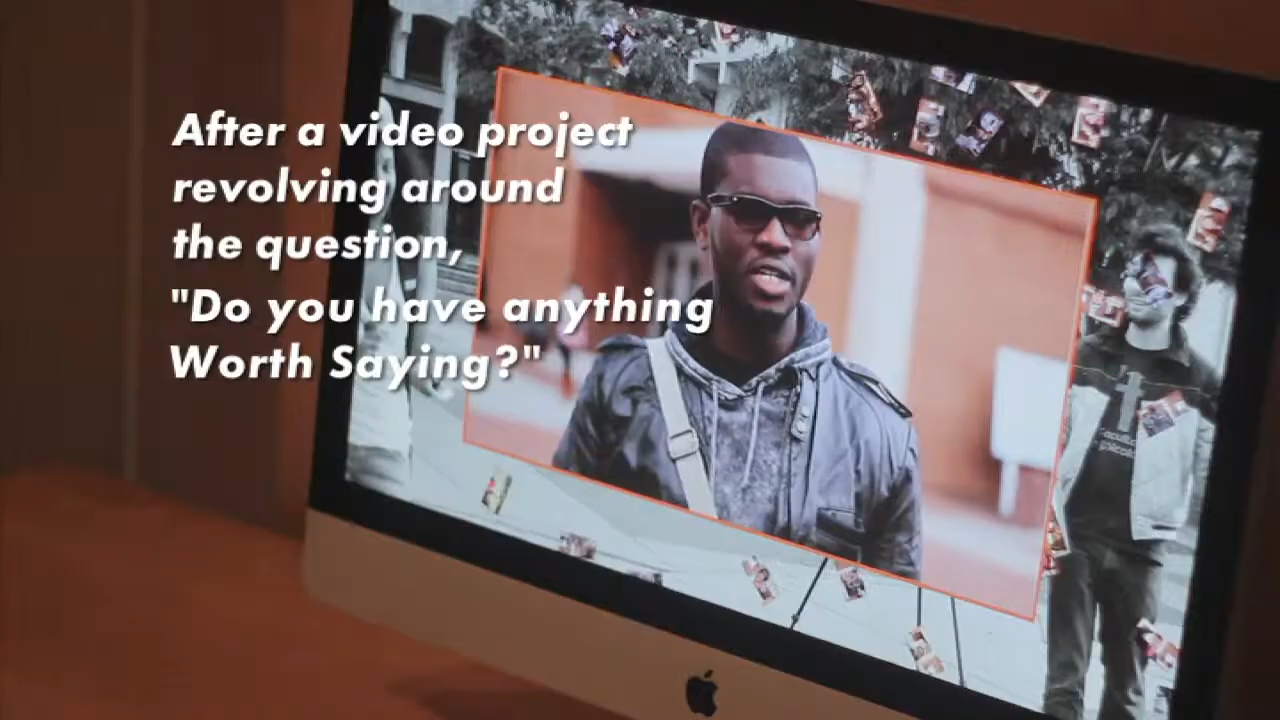 After a video project
revolving around
the question,
"Do you have anything
Worth Saying?"